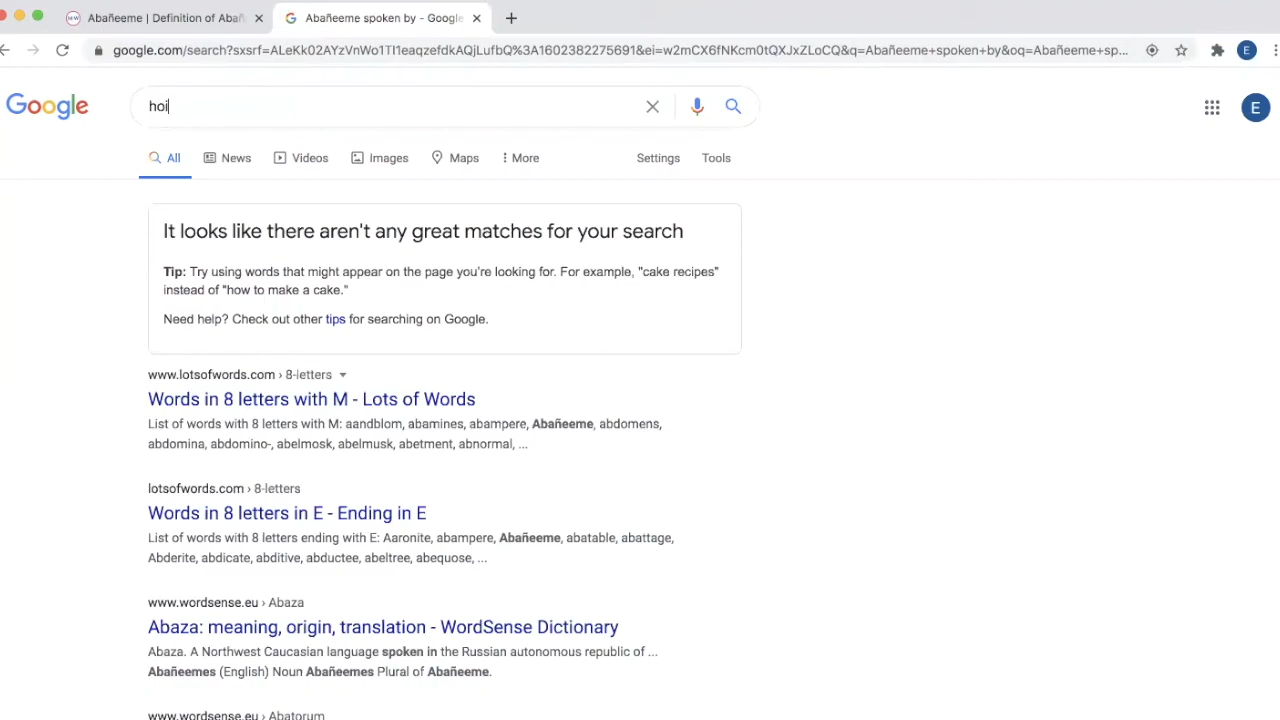 Abañeeme | Definition of Abañ
Abañeeme spoken by - Google
google.com/search?sxsrf=ALeKk02AYzVnWo1TI1eaqzefdkAQjLufbQ%3A1602382275691&ei=w2mCX6fNKcm0tQXJxZLoCQ&q=Abañeeme+spoken+by&oq=Abañeeme+sp...
E
Google
hoi
E
All
News
Videos
Images
Maps
More
Settings
Tools
It looks like there aren't any great matches for your search
Tip: Try using words that might appear on the page you're looking for. For example, "cake recipes"
instead of "how to make a cake."
Need help? Check out other tips for searching on Google.
www.lotsofwords.com › 8-letters
Words in 8 letters with M - Lots of Words
List of words with 8 letters with M: aandblom, abamines, abampere, Abañeeme, abdomens,
abdomina, abdomino-, abelmosk, abelmusk, abetment, abnormal, ...
lotsofwords.com › 8-letters
Words in 8 letters in E - Ending in E
List of words with 8 letters ending with E: Aaronite, abampere, Abañeeme, abatable, abattage,
Abderite, abdicate, abditive, abductee, abeltree, abequose, ...
www.wordsense.eu › Abaza
Abaza: meaning, origin, translation - WordSense Dictionary
Abaza. A Northwest Caucasian language spoken in the Russian autonomous republic of ...
Abañeemes (English) Noun Abañeemes Plural of Abañeeme.
www.wordsense.eu › Abatorum